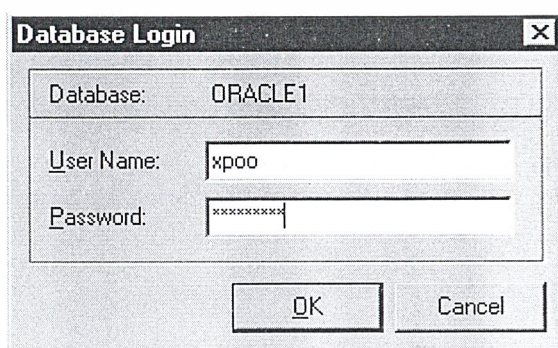 Database Login
Database: ORACLE1
User Name: xpoo
Password: *********
OK Cancel